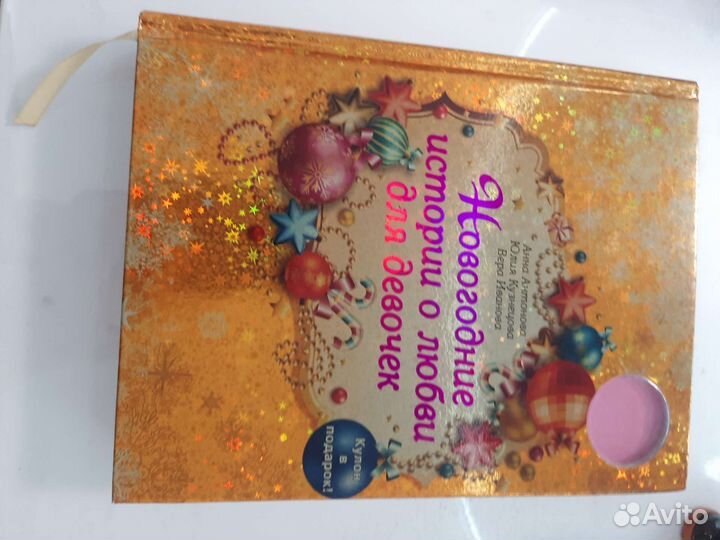 Анна Антонова
Юлия Кузнецова
Вера Иванова
Новогодние
истории о любви
для девочек
Кулон
в
подарок!
Avito